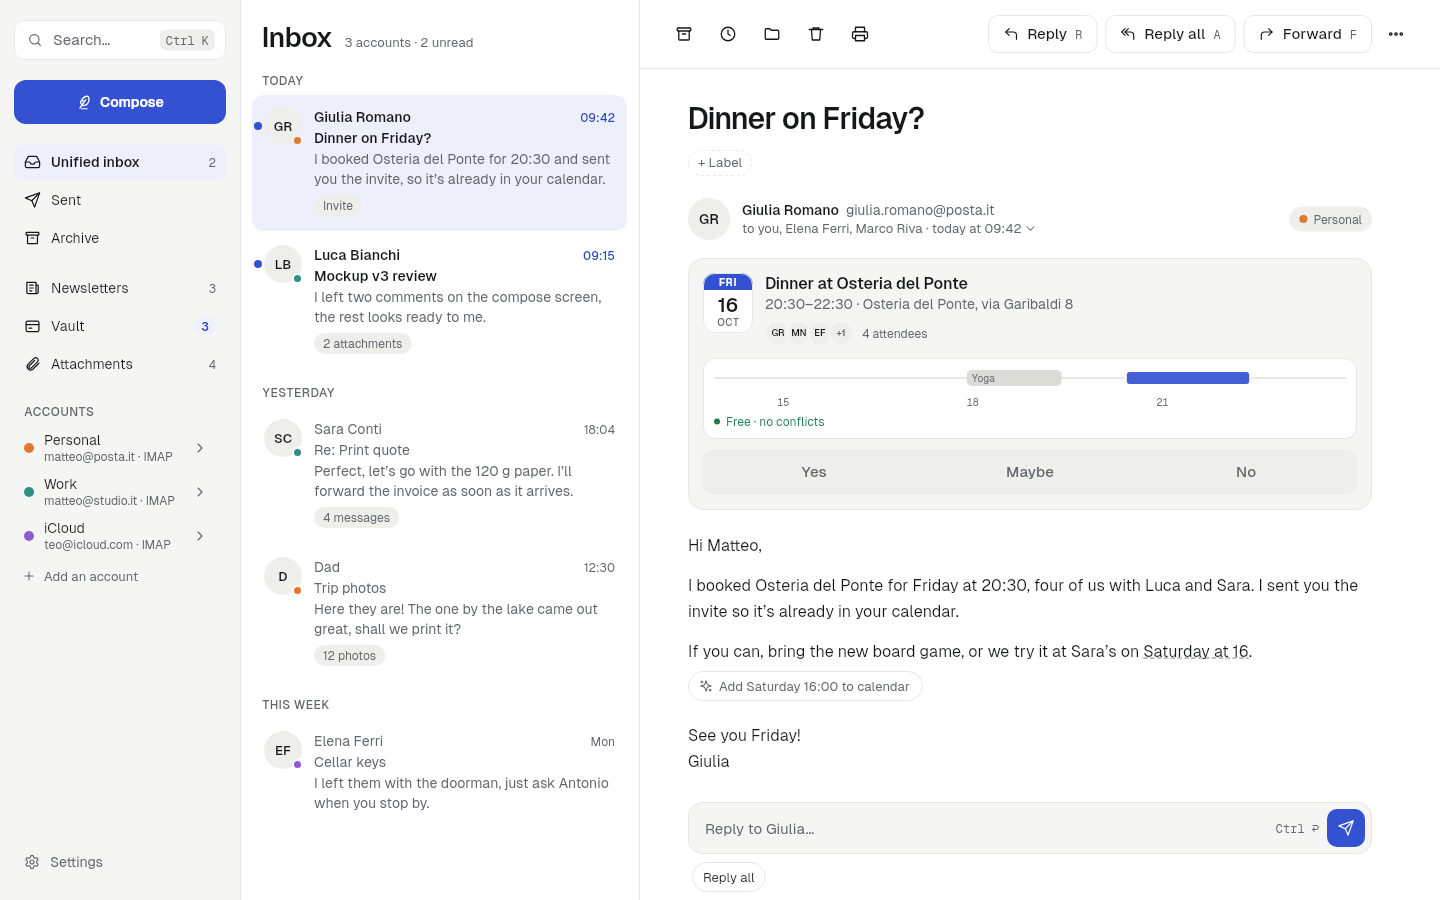 Search… Ctrl K
Compose
Unified inbox 2
Sent
Archive
Newsletters 3
Vault 3
Attachments 4
ACCOUNTS
Personal
matteo@posta.it · IMAP
Work
matteo@studio.it · IMAP
iCloud
teo@icloud.com · IMAP
Add an account
Settings
Inbox 3 accounts · 2 unread
TODAY
GR Giulia Romano 09:42
Dinner on Friday?
I booked Osteria del Ponte for 20:30 and sent
you the invite, so it's already in your calendar.
Invite
LB Luca Bianchi 09:15
Mockup v3 review
I left two comments on the compose screen,
the rest looks ready to me.
2 attachments
YESTERDAY
SC Sara Conti 18:04
Re: Print quote
Perfect, let's go with the 120 g paper. I'll
forward the invoice as soon as it arrives.
4 messages
D Dad 12:30
Trip photos
Here they are! The one by the lake came out
great, shall we print it?
12 photos
THIS WEEK
EF Elena Ferri Mon
Cellar keys
I left them with the doorman, just ask Antonio
when you stop by.
Reply R Reply all A Forward F
Dinner on Friday?
+ Label
GR Giulia Romano giulia.romano@posta.it
to you, Elena Ferri, Marco Riva · today at 09:42
Personal
FRI
16
OCT
Dinner at Osteria del Ponte
20:30–22:30 · Osteria del Ponte, via Garibaldi 8
GR MN EF +1 4 attendees
Yoga
15 18 21
Free · no conflicts
Yes Maybe No
Hi Matteo,
I booked Osteria del Ponte for Friday at 20:30, four of us with Luca and Sara. I sent you the
invite so it's already in your calendar.
If you can, bring the new board game, or we try it at Sara's on Saturday at 16.
Add Saturday 16:00 to calendar
See you Friday!
Giulia
Reply to Giulia… Ctrl
Reply all